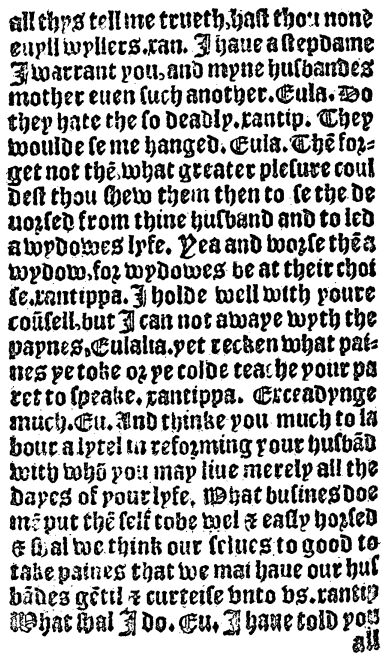 all thys tell me trueth, hast thou none
euyll wyllers. xan. I haue a stepdame
I warrant you, and myne husbandes
mother euen such another. Eula. Do
they hate the so deadly. xantip. They
woulde se me hanged. Eula. Thē for-
get not thē, what greater plesure coul
dest thou shew them then to se the de
uorsed from thine husband and to led
a wydowes lyfe. Yea and worse thē a
wydow, for wydowes be at their choi
se. xantippa. I holde well with youre
coūsell, but I can not awaye wyth the
paynes, Eulalia. yet recken what pai-
nes ye toke or ye colde teache your pa
ret to speake. xantippa. Exceadynge
much. Eu. And thinke you much to la
bour a lytel in reforming your husbād
with whō you may liue merely all the
dayes of your lyfe. What busines doe
mē put thē self tobe wel & easly horsed
& shal we think our selues to good to
take paines that we mai haue our hus
bādes gētil & curteise vnto vs. xantip
What shal I do. Eu. I haue told you
all